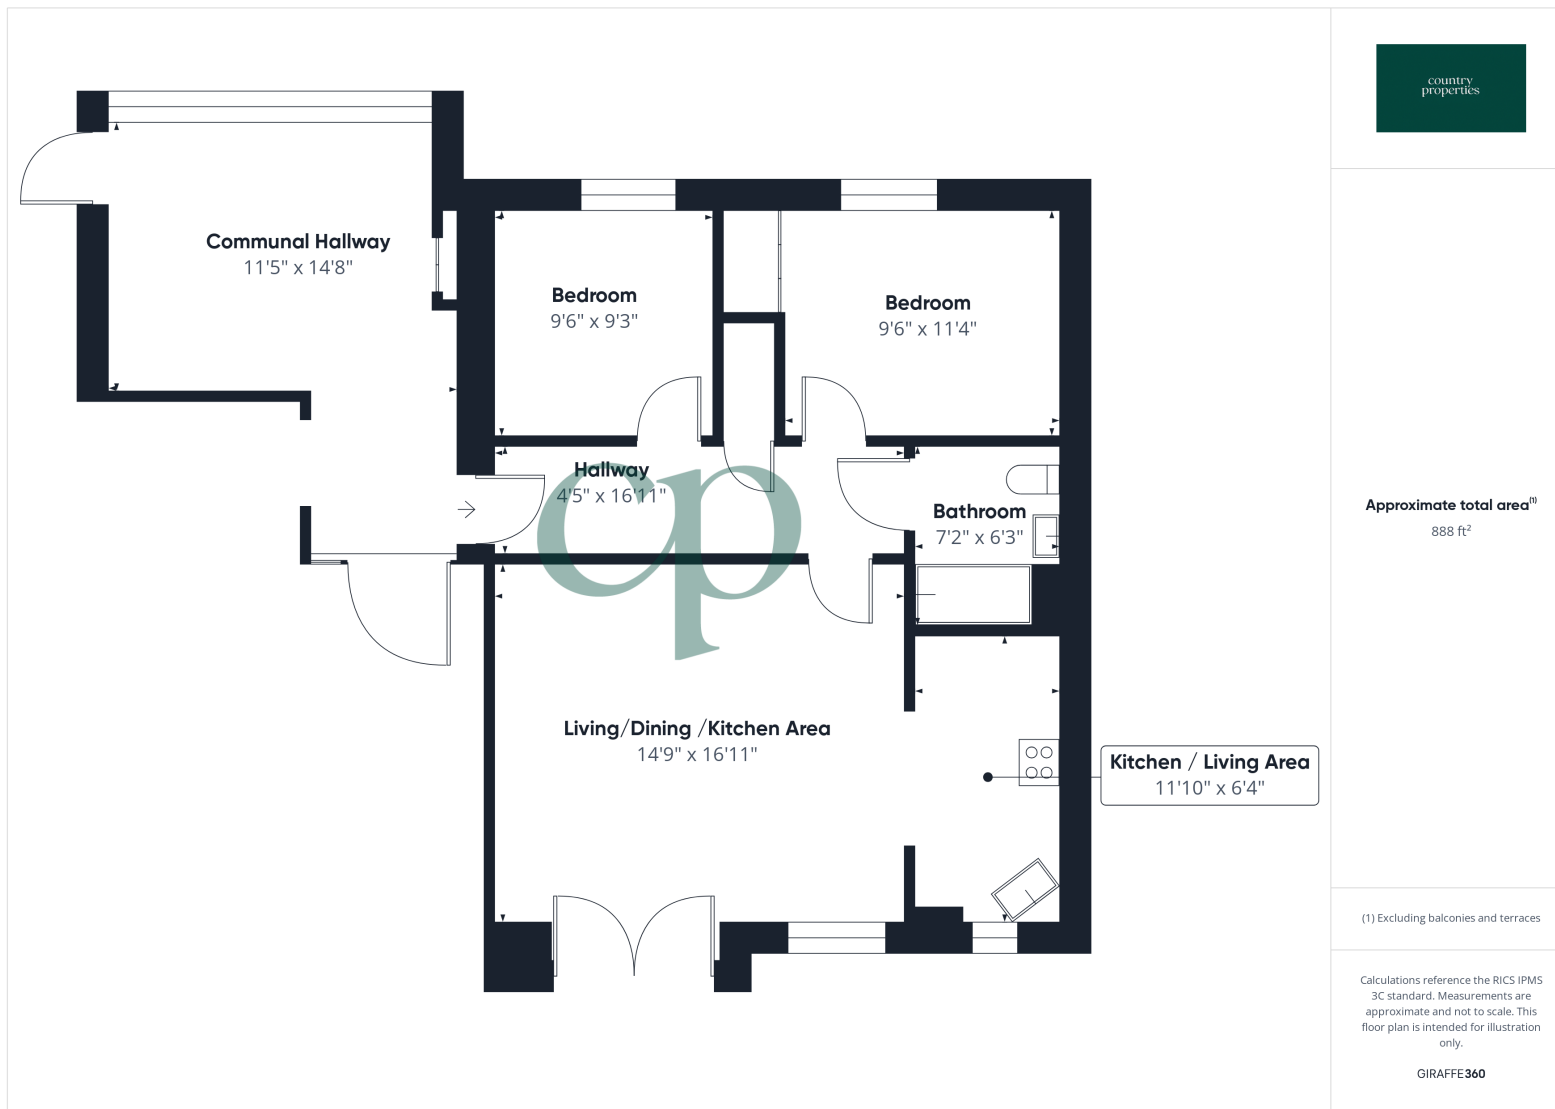 country
properties
Communal Hallway
11'5" x 14'8"
Bedroom
9'6" x 9'3"
Bedroom
9'6" x 11'4"
Hallway
4'5" x 16'11"
Bathroom
7'2" x 6'3"
cp
Living/Dining /Kitchen Area
14'9" x 16'11"
Kitchen / Living Area
11'10" x 6'4"
Approximate total area(1)
888 ft²
(1) Excluding balconies and terraces
Calculations reference the RICS IPMS
3C standard. Measurements are
approximate and not to scale. This
floor plan is intended for illustration
only.
GIRAFFE360